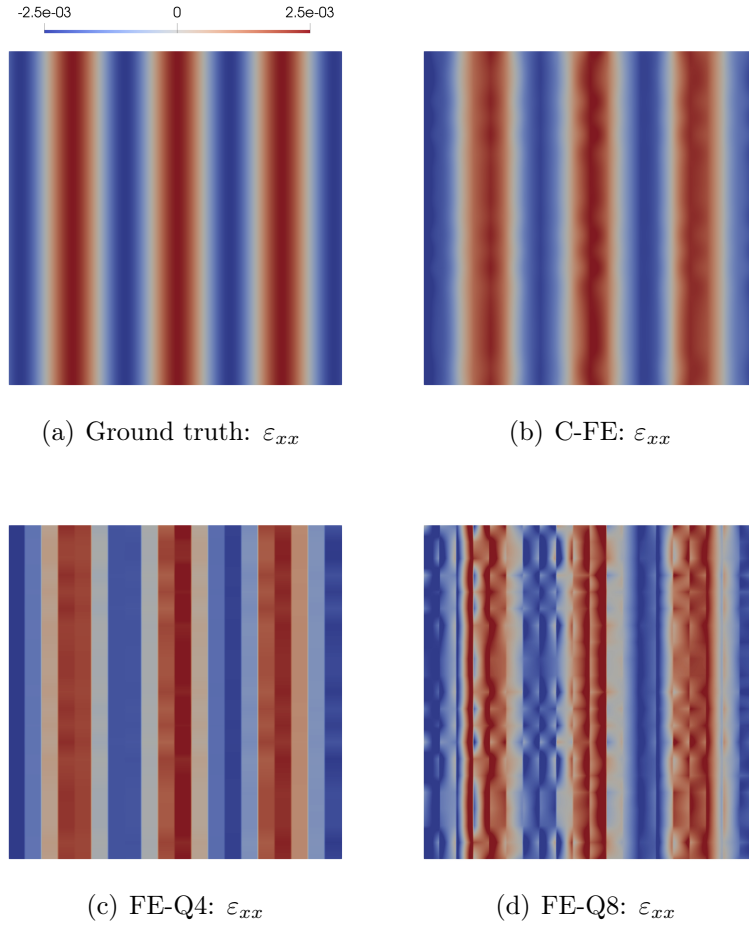 -2.5e-03 0 2.5e-03
(a) Ground truth: εxx
(b) C-FE: εxx
(c) FE-Q4: εxx
(d) FE-Q8: εxx